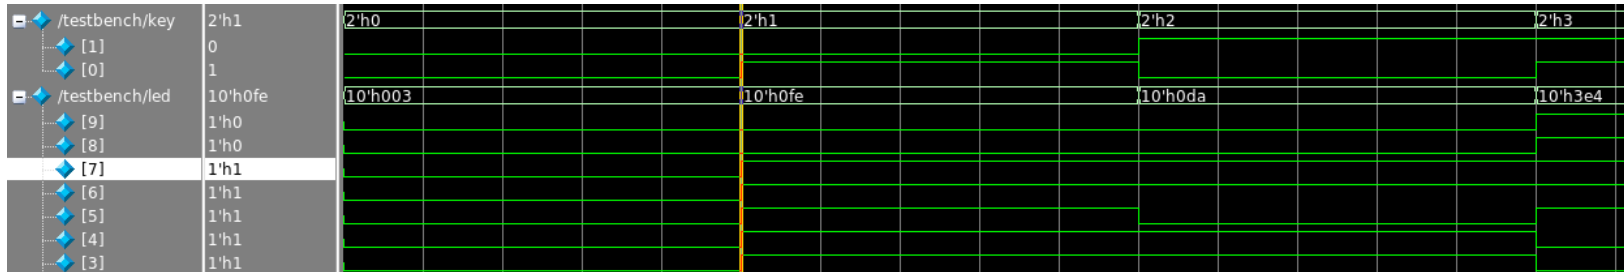 /testbench/key 2'h1 2'h0 2'h1 2'h2 2'h3
[1] 0
[0] 1
/testbench/led 10'h0fe 10'h003 10'h0fe 10'h0da 10'h3e4
[9] 1'h0
[8] 1'h0
[7] 1'h1
[6] 1'h1
[5] 1'h1
[4] 1'h1
[3] 1'h1